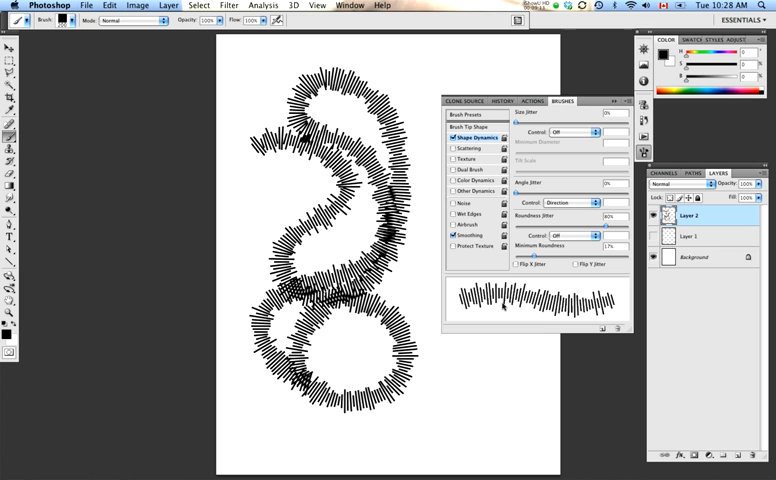 Photoshop File Edit Image Layer Select Filter Analysis 3D View Window Help Tue 10:28 AM
Brush: Mode: Normal Opacity: 100% Flow: 100% ESSENTIALS
COLOR SWATC STYLES ADJUST
H 0 °
S 0 %
B 0 %
CLONE SOURCE HISTORY ACTIONS BRUSHES
Brush Presets
Brush Tip Shape
Shape Dynamics
Scattering
Texture
Dual Brush
Color Dynamics
Other Dynamics
Noise
Wet Edges
Airbrush
Smoothing
Protect Texture
Size Jitter 0%
Control: Off
Minimum Diameter
Tilt Scale
Angle Jitter 0%
Control: Direction
Roundness Jitter 80%
Control: Off
Minimum Roundness 17%
Flip X Jitter Flip Y Jitter
CHANNELS PATHS LAYERS
Normal Opacity: 100%
Lock: Fill: 100%
Layer 2
Layer 1
Background